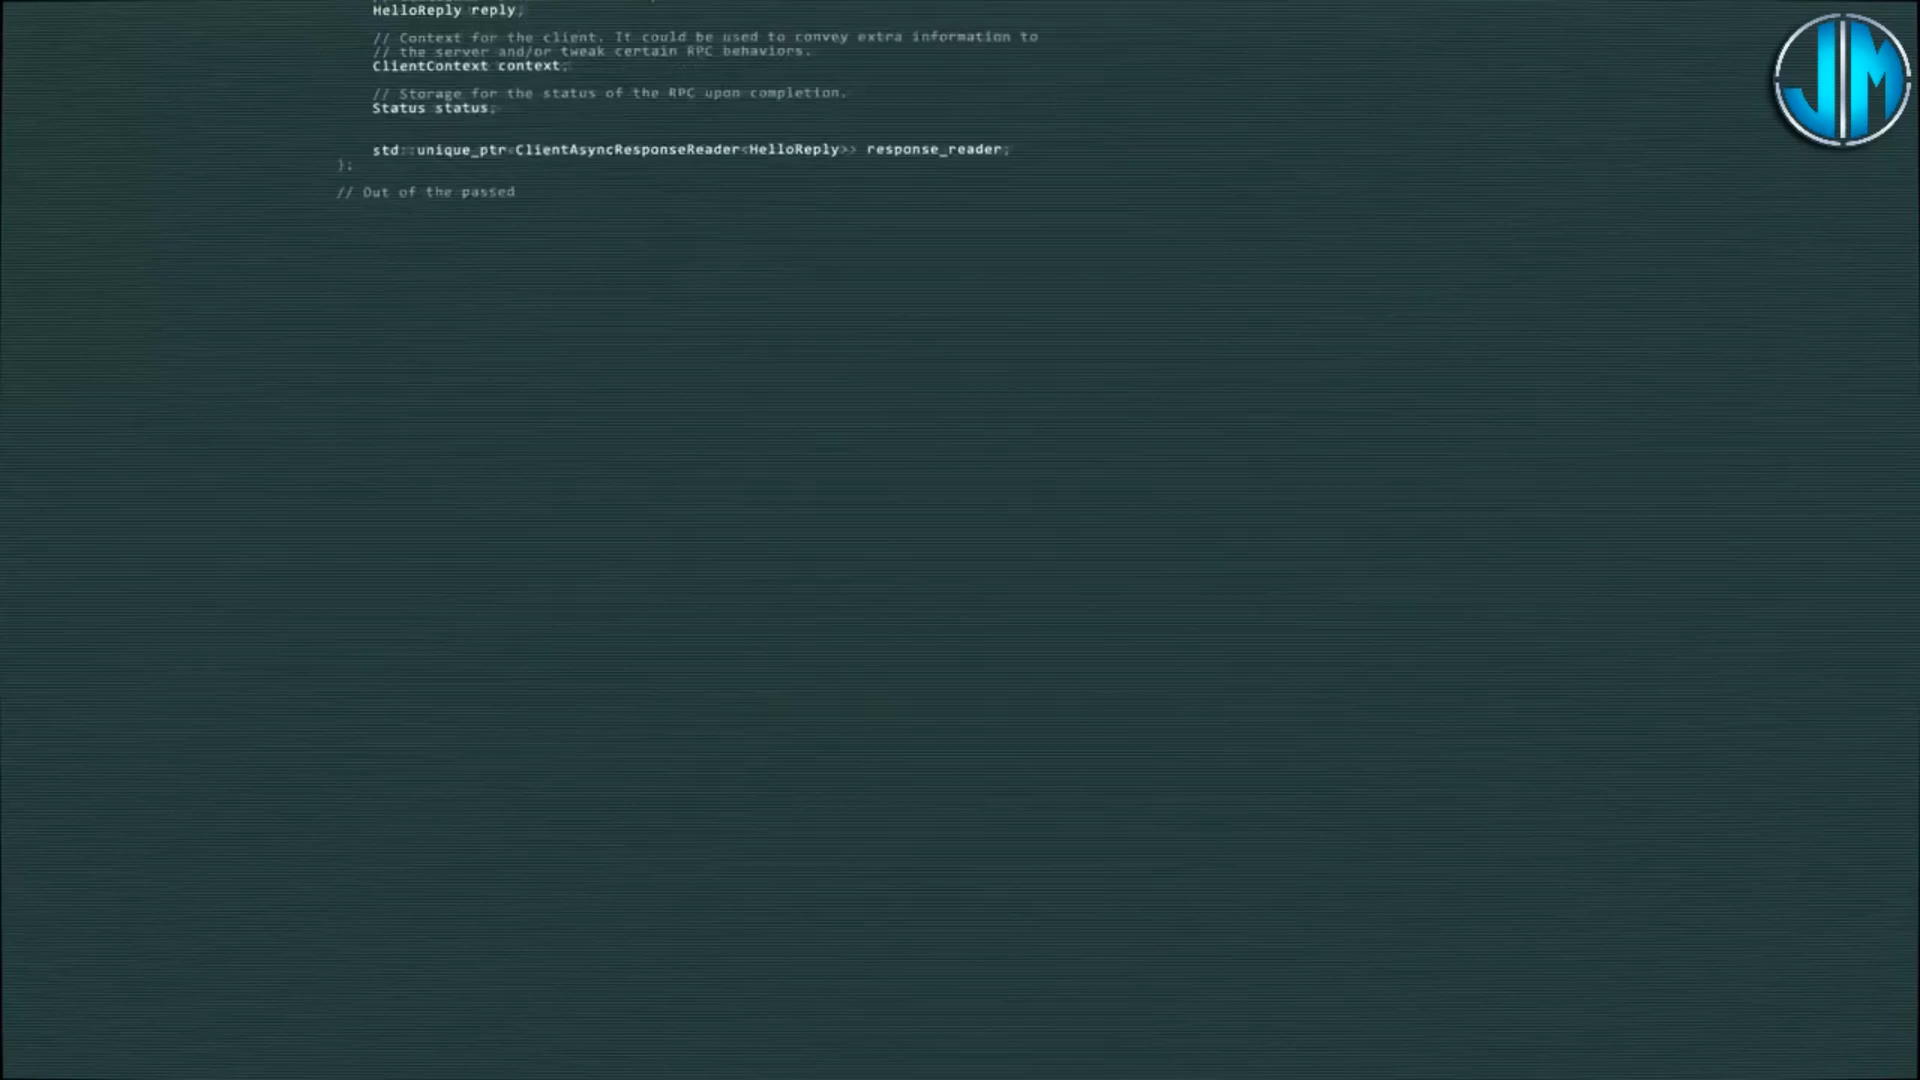 HelloReply reply;
// Context for the client. It could be used to convey extra information to
// the server and/or tweak certain RPC behaviors.
ClientContext context;
// Storage for the status of the RPC upon completion.
Status status;
std::unique_ptr<ClientAsyncResponseReader<HelloReply>> response_reader;
};
// Out of the passed
JM